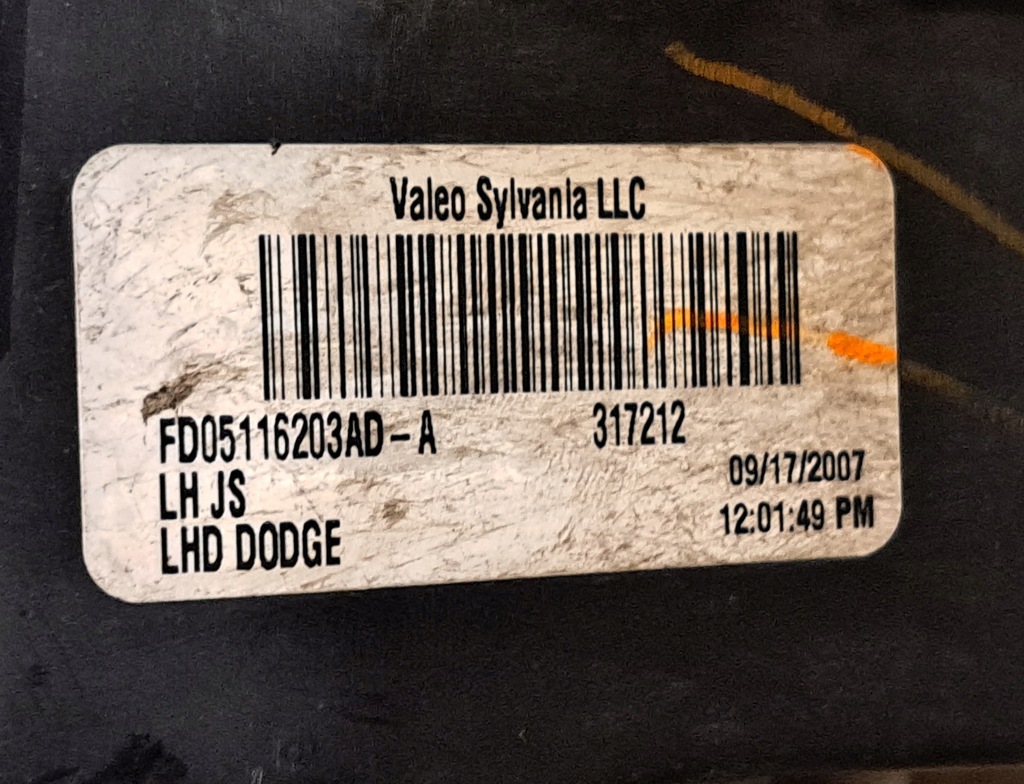 Valeo Sylvania LLC
FD05116203AD – A 317212
LH JS
09/17/2007
LHD DODGE
12:01:49 PM